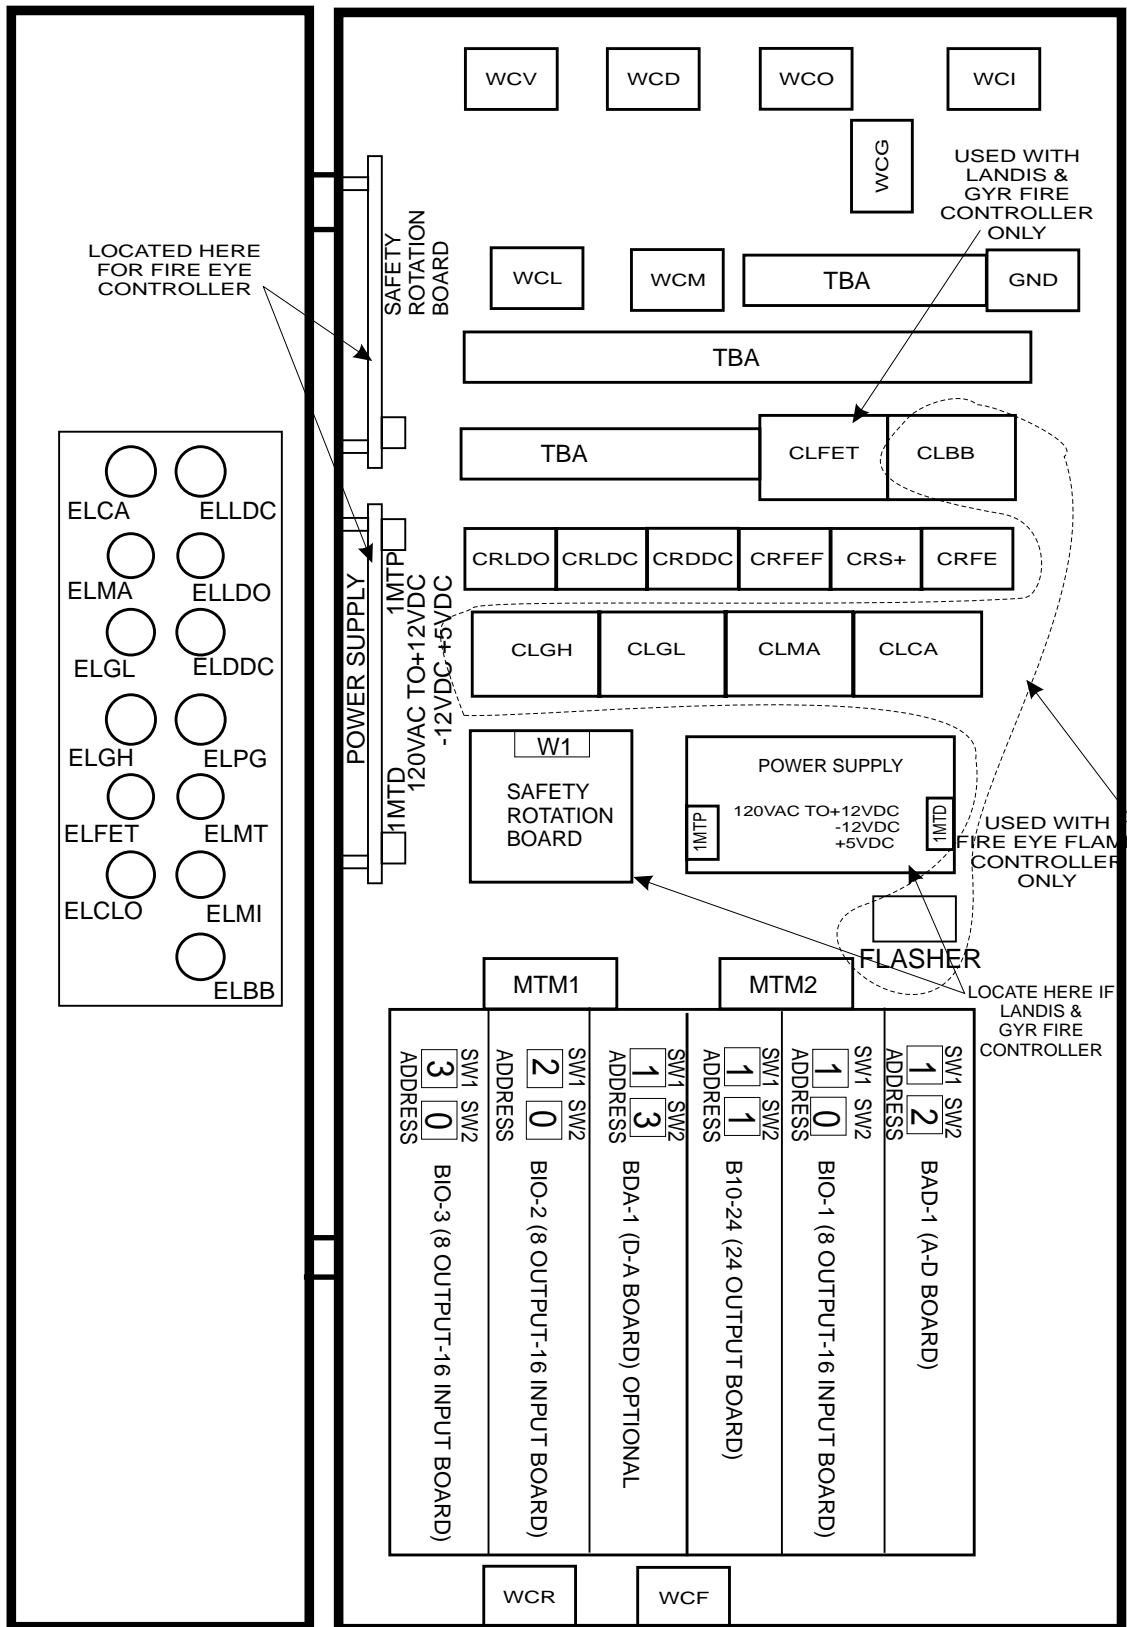 WCV
WCD
WCO
WCI
WCG
USED WITH
LANDIS &
GYR FIRE
CONTROLLER
ONLY
LOCATED HERE
FOR FIRE EYE
CONTROLLER
SAFETY
ROTATION
BOARD
WCL
WCM
TBA
GND
TBA
TBA
CLFET
CLBB
ELCA
ELLDC
ELMA
ELLDO
ELGL
ELDDC
ELGH
ELPG
ELFET
ELMT
ELCLO
ELMI
ELBB
POWER SUPPLY
1MTD
1MTP
120VAC TO+12VDC
-12VDC +5VDC
CRLDO
CRLDC
CRDDC
CRFEF
CRS+
CRFE
CLGH
CLGL
CLMA
CLCA
W1
SAFETY
ROTATION
BOARD
POWER SUPPLY
120VAC TO+12VDC
-12VDC
+5VDC
1MTP
1MTD
USED WITH
FIRE EYE FLAM
CONTROLLER
ONLY
FLASHER
LOCATE HERE IF
LANDIS &
GYR FIRE
CONTROLLER
MTM1
MTM2
SW1 SW2
3 0
ADDRESS
BIO-3 (8 OUTPUT-16 INPUT BOARD)
SW1 SW2
2 0
ADDRESS
BIO-2 (8 OUTPUT-16 INPUT BOARD)
SW1 SW2
1 3
ADDRESS
BDA-1 (D-A BOARD) OPTIONAL
SW1 SW2
1 1
ADDRESS
B10-24 (24 OUTPUT BOARD)
SW1 SW2
1 0
ADDRESS
BIO-1 (8 OUTPUT-16 INPUT BOARD)
SW1 SW2
1 2
ADDRESS
BAD-1 (A-D BOARD)
WCR
WCF